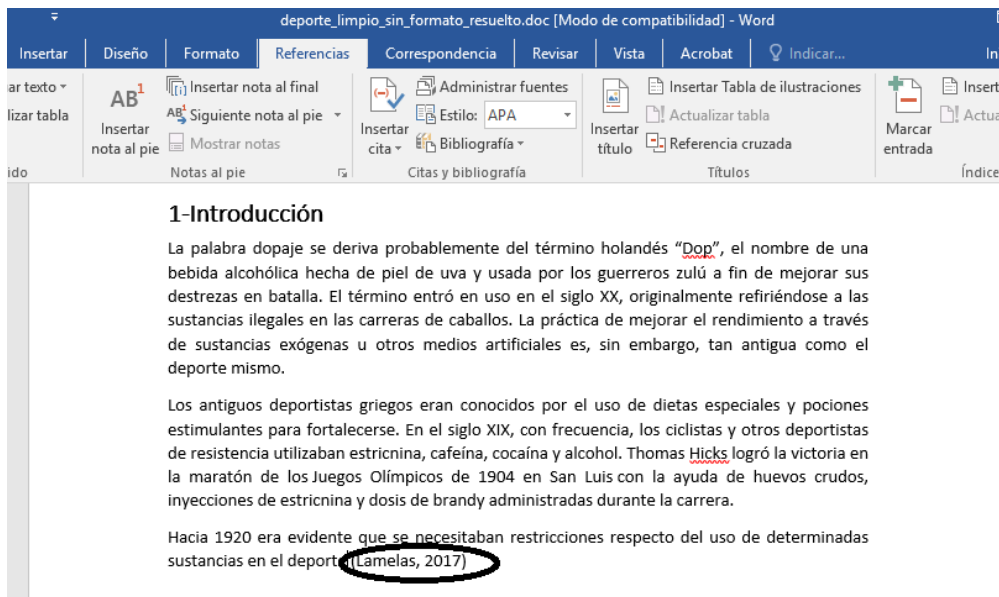 deporte_limpio_sin_formato_resuelto.doc [Modo de compatibilidad] - Word
Insertar Diseño Formato Referencias Correspondencia Revisar Vista Acrobat Indicar... In
ar texto
lizar tabla
ido
AB1
Insertar
nota al pie
Insertar nota al final
AB1 Siguiente nota al pie
Mostrar notas
Notas al pie
Insertar
cita
Administrar fuentes
Estilo: APA
Bibliografía
Citas y bibliografía
Insertar
título
Insertar Tabla de ilustraciones
Actualizar tabla
Referencia cruzada
Títulos
Marcar
entrada
Insert
Actua
Índice
1-Introducción
La palabra dopaje se deriva probablemente del término holandés “Dop”, el nombre de una
bebida alcohólica hecha de piel de uva y usada por los guerreros zulú a fin de mejorar sus
destrezas en batalla. El término entró en uso en el siglo XX, originalmente refiriéndose a las
sustancias ilegales en las carreras de caballos. La práctica de mejorar el rendimiento a través
de sustancias exógenas u otros medios artificiales es, sin embargo, tan antigua como el
deporte mismo.
Los antiguos deportistas griegos eran conocidos por el uso de dietas especiales y pociones
estimulantes para fortalecerse. En el siglo XIX, con frecuencia, los ciclistas y otros deportistas
de resistencia utilizaban estricnina, cafeína, cocaína y alcohol. Thomas Hicks logró la victoria en
la maratón de los Juegos Olímpicos de 1904 en San Luis con la ayuda de huevos crudos,
inyecciones de estricnina y dosis de brandy administradas durante la carrera.
Hacia 1920 era evidente que se necesitaban restricciones respecto del uso de determinadas
sustancias en el deport (Lamelas, 2017)